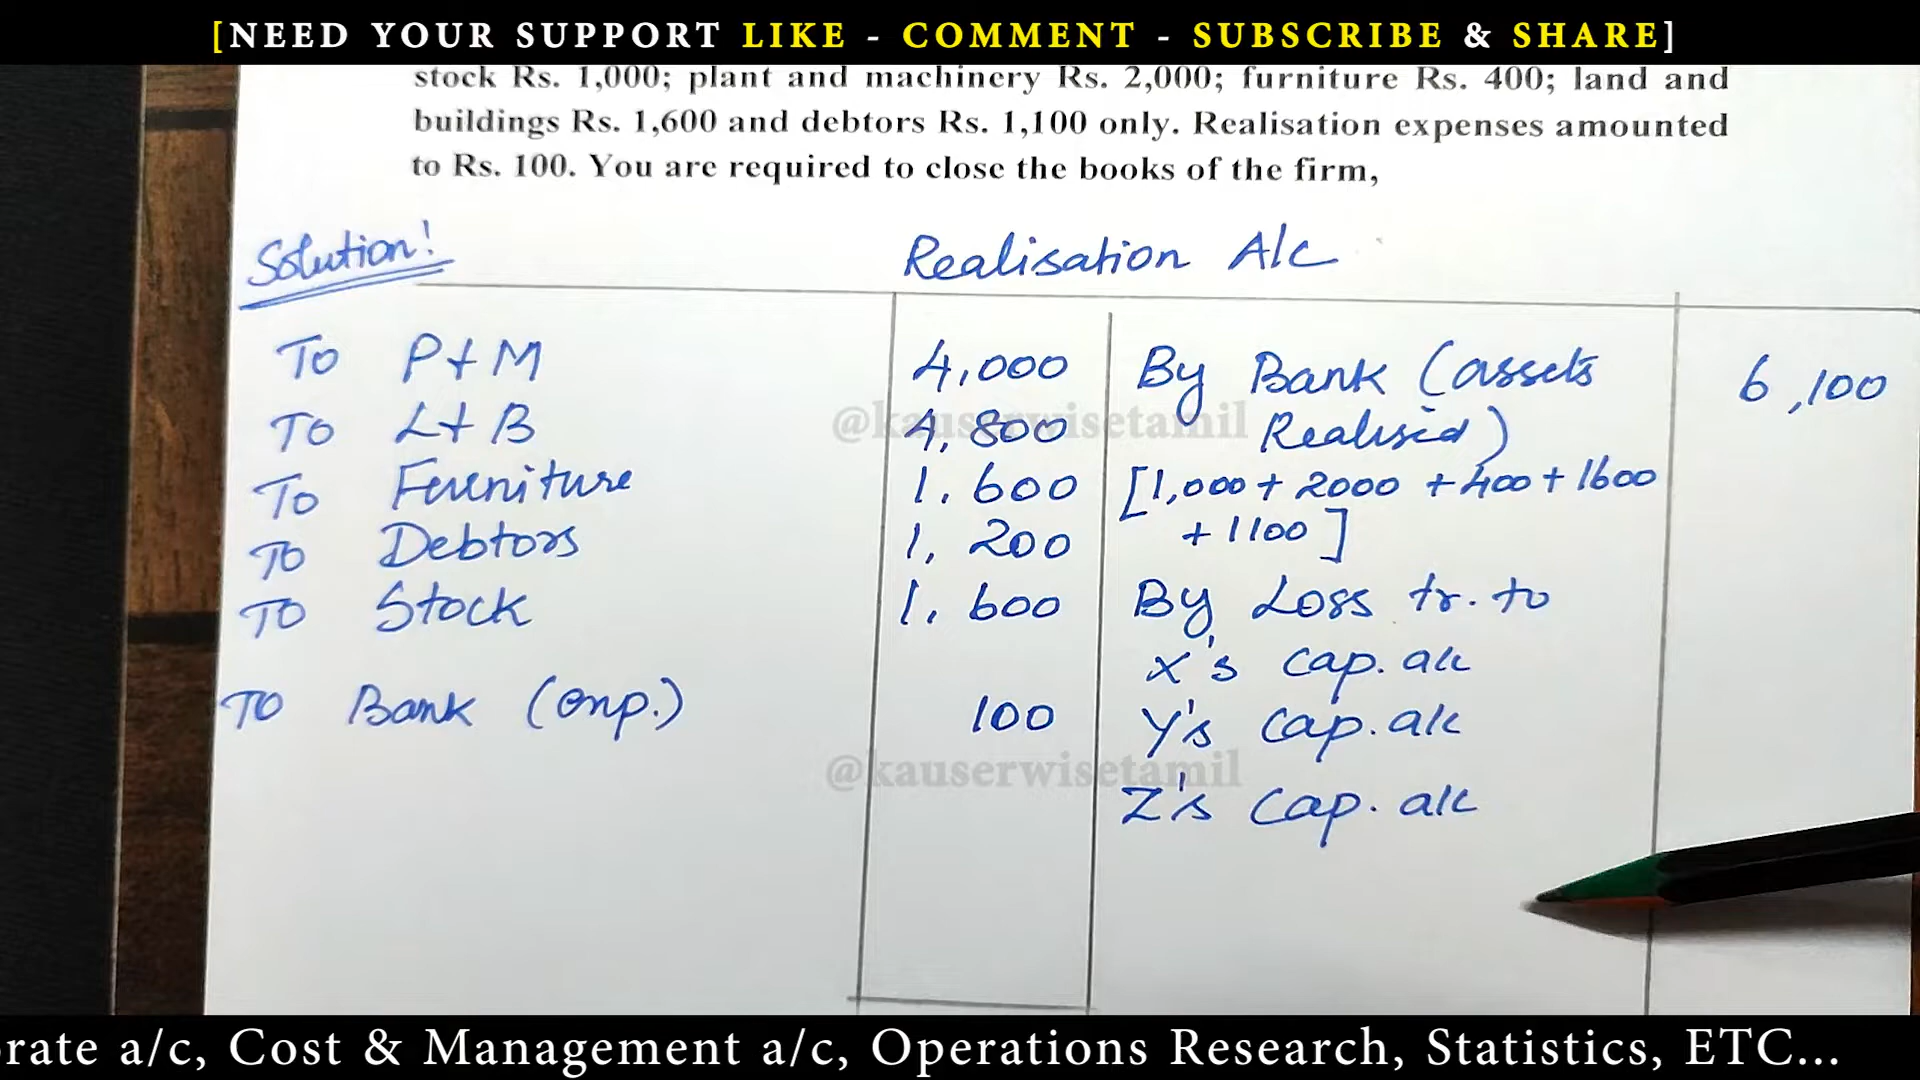 [NEED YOUR SUPPORT LIKE - COMMENT - SUBSCRIBE & SHARE]
stock Rs. 1,000; plant and machinery Rs. 2,000; furniture Rs. 400; land and
buildings Rs. 1,600 and debtors Rs. 1,100 only. Realisation expenses amounted
to Rs. 100. You are required to close the books of the firm,
Solution!
Realisation A/c
To P+M 4,000 By Bank (assets 6,100
To L+B 4,800 Realised)
@kauserwisetamil
To Furniture 1,600 [1,000+ 2000 +400+1600
To Debtors 1,200 +1100]
To Stock 1,600 By Loss tr. to
X's Cap. a/c
To Bank (exp.) 100 Y's Cap. a/c
@kauserwisetamil
Z's Cap. a/c
rate a/c, Cost & Management a/c, Operations Research, Statistics, ETC...